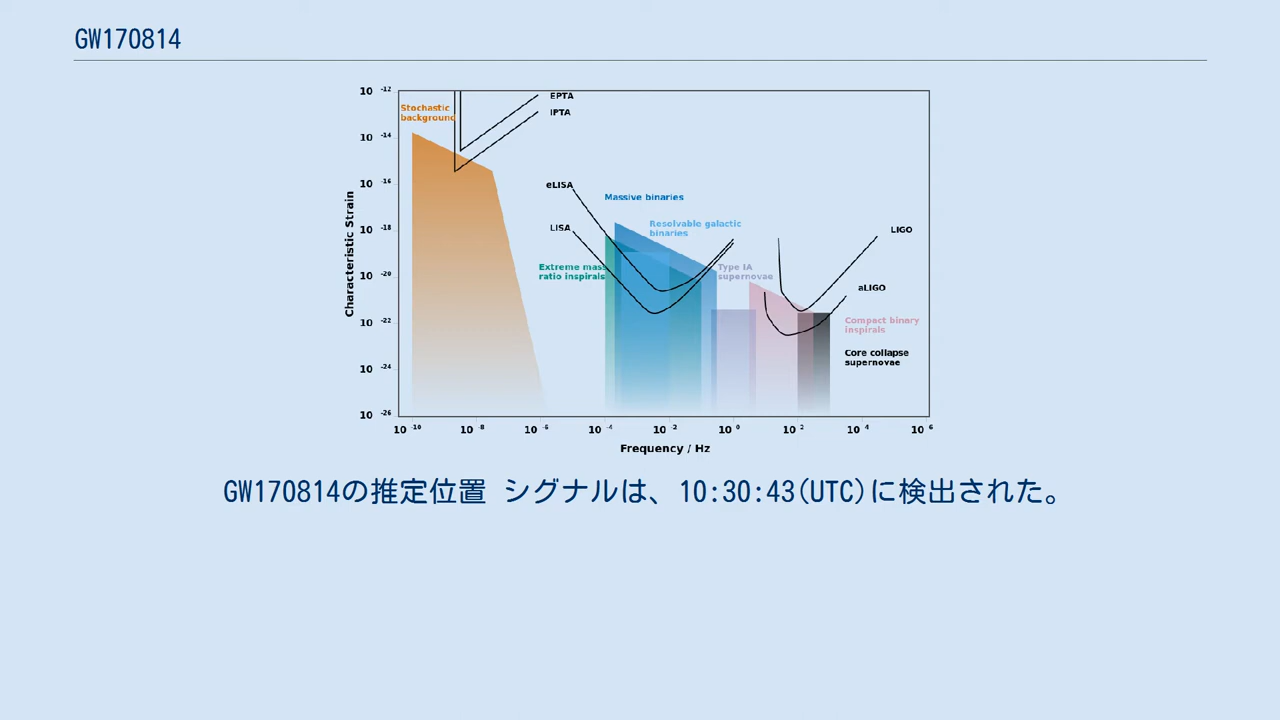 GW170814
10 -12
10 -14
10 -16
10 -18
10 -20
10 -22
10 -24
10 -26
Characteristic Strain
Stochastic
background
EPTA
IPTA
eLISA
LISA
Massive binaries
Resolvable galactic
binaries
Extreme mass
ratio inspirals
Type IA
supernovae
LIGO
aLIGO
Compact binary
inspirals
Core collapse
supernovae
10 -10 10 -8 10 -6 10 -4 10 -2 10 0 10 2 10 4 10 6
Frequency / Hz
GW170814の推定位置 シグナルは、10:30:43(UTC)に検出された。